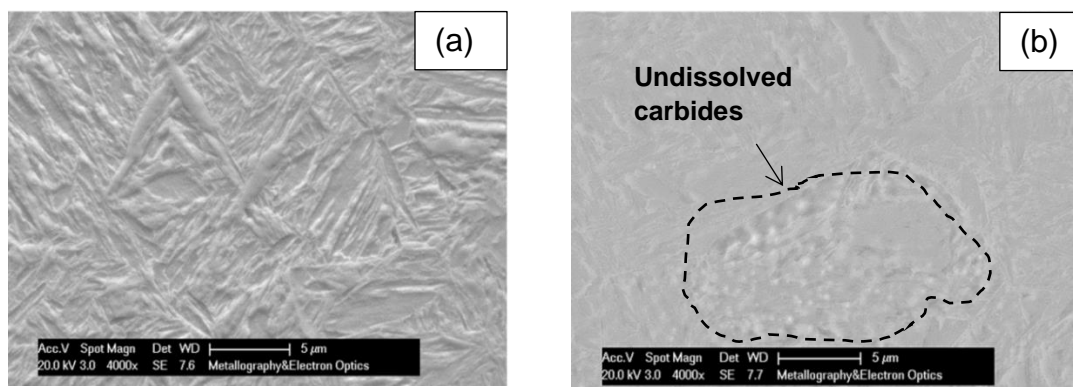 (a)
Acc.V Spot Magn Det WD 5 µm
20.0 kV 3.0 4000x SE 7.6 Metallography&Electron Optics
(b)
Undissolved
carbides
Acc.V Spot Magn Det WD 5 µm
20.0 kV 3.0 4000x SE 7.7 Metallography&Electron Optics